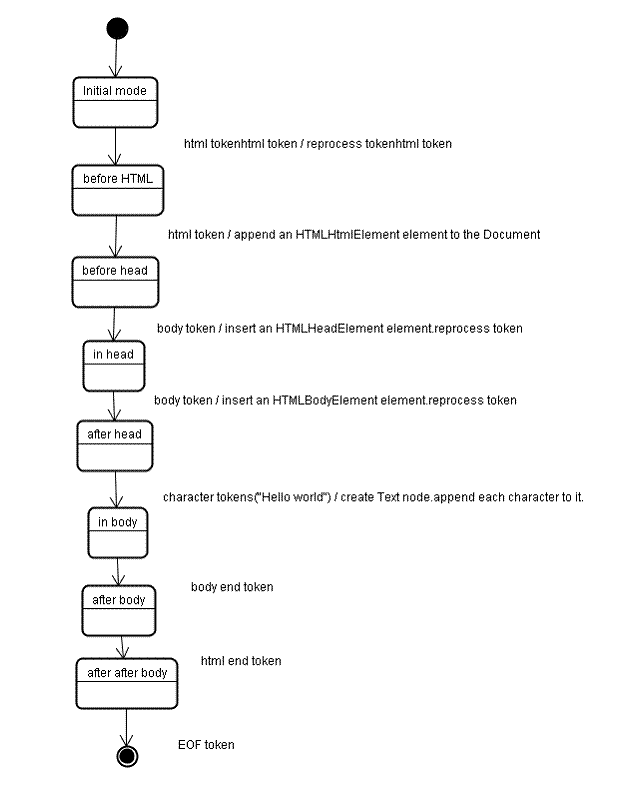 Initial mode
html tokenhtml token / reprocess tokenhtml token
before HTML
html token / append an HTMLHtmlElement element to the Document
before head
body token / insert an HTMLHeadElement element.reprocess token
in head
body token / insert an HTMLBodyElement element.reprocess token
after head
character tokens("Hello world") / create Text node.append each character to it.
in body
body end token
after body
html end token
after after body
EOF token